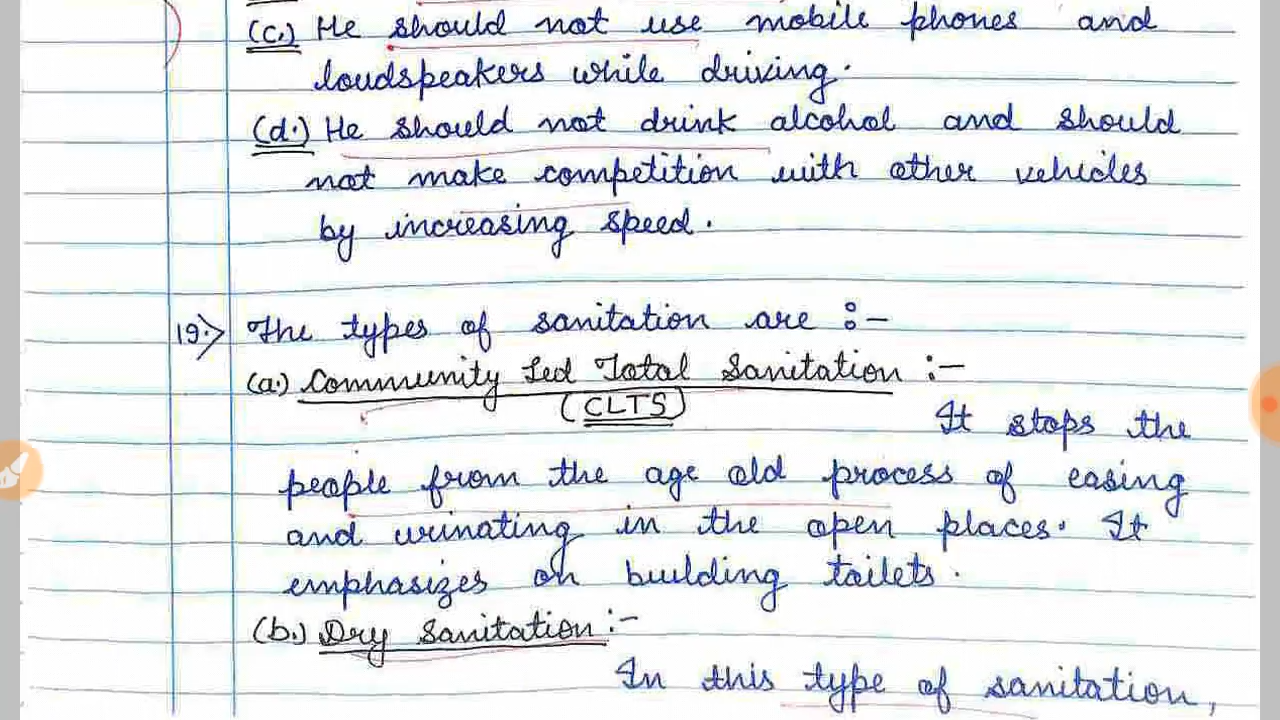 (c.) He should not use mobile phones and
loudspeakers while driving.
(d.) He should not drink alcohol and should
not make competition with other vehicles
by increasing speed.
19.> The types of sanitation are :-
(a.) Community Led Total Sanitation :-
(CLTS)
It stops the
people from the age old process of easing
and urinating in the open places. It
emphasizes on building toilets.
(b.) Dry Sanitation :-
In this type of sanitation,